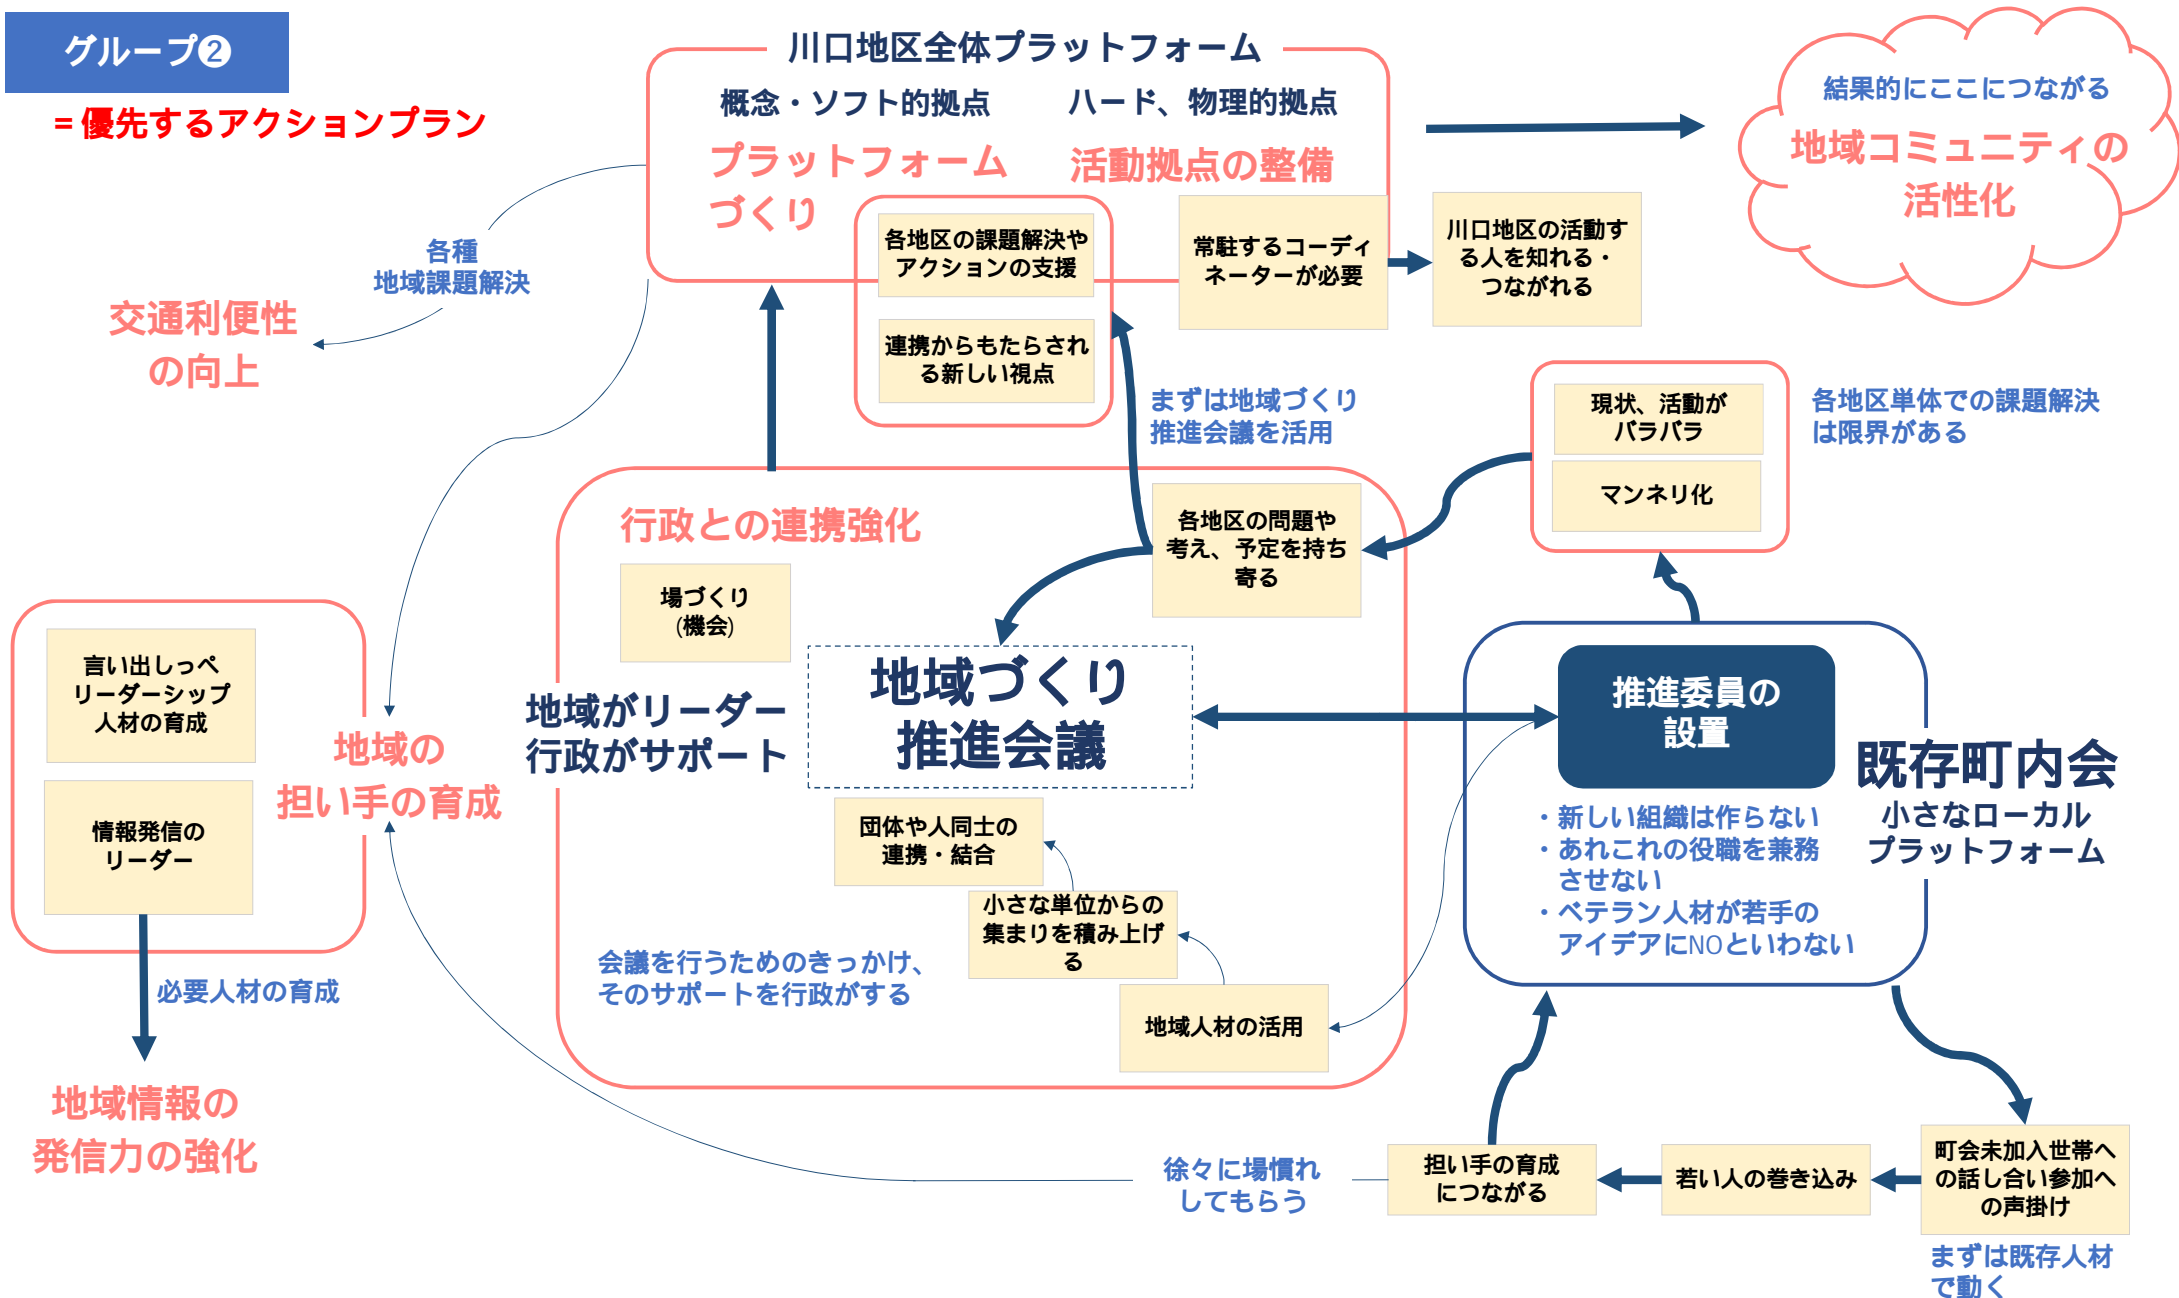 グループ❷
=優先するアクションプラン
川口地区全体プラットフォーム
概念・ソフト的拠点
ハード、物理的拠点
プラットフォーム
づくり
活動拠点の整備
結果的にここにつながる
地域コミュニティの
活性化
各地区の課題解決や
アクションの支援
連携からもたらされ
る新しい視点
常駐するコーディ
ネーターが必要
川口地区の活動す
る人を知れる・
つながれる
各種
地域課題解決
交通利便性
の向上
まずは地域づくり
推進会議を活用
現状、活動が
バラバラ
マンネリ化
各地区単体での課題解決
は限界がある
行政との連携強化
場づくり
(機会)
各地区の問題や
考え、予定を持ち
寄る
地域がリーダー
行政がサポート
地域づくり
推進会議
団体や人同士の
連携・結合
小さな単位からの
集まりを積み上げ
る
地域人材の活用
会議を行うためのきっかけ、
そのサポートを行政がする
推進委員の
設置
既存町内会
小さなローカル
プラットフォーム
・新しい組織は作らない
・あれこれの役職を兼務
させない
・ベテラン人材が若手の
アイデアにNOといわない
言い出しっぺ
リーダーシップ
人材の育成
情報発信の
リーダー
地域の
担い手の育成
必要人材の育成
地域情報の
発信力の強化
徐々に場慣れ
してもらう
担い手の育成
につながる
若い人の巻き込み
町会未加入世帯へ
の話し合い参加へ
の声掛け
まずは既存人材
で動く